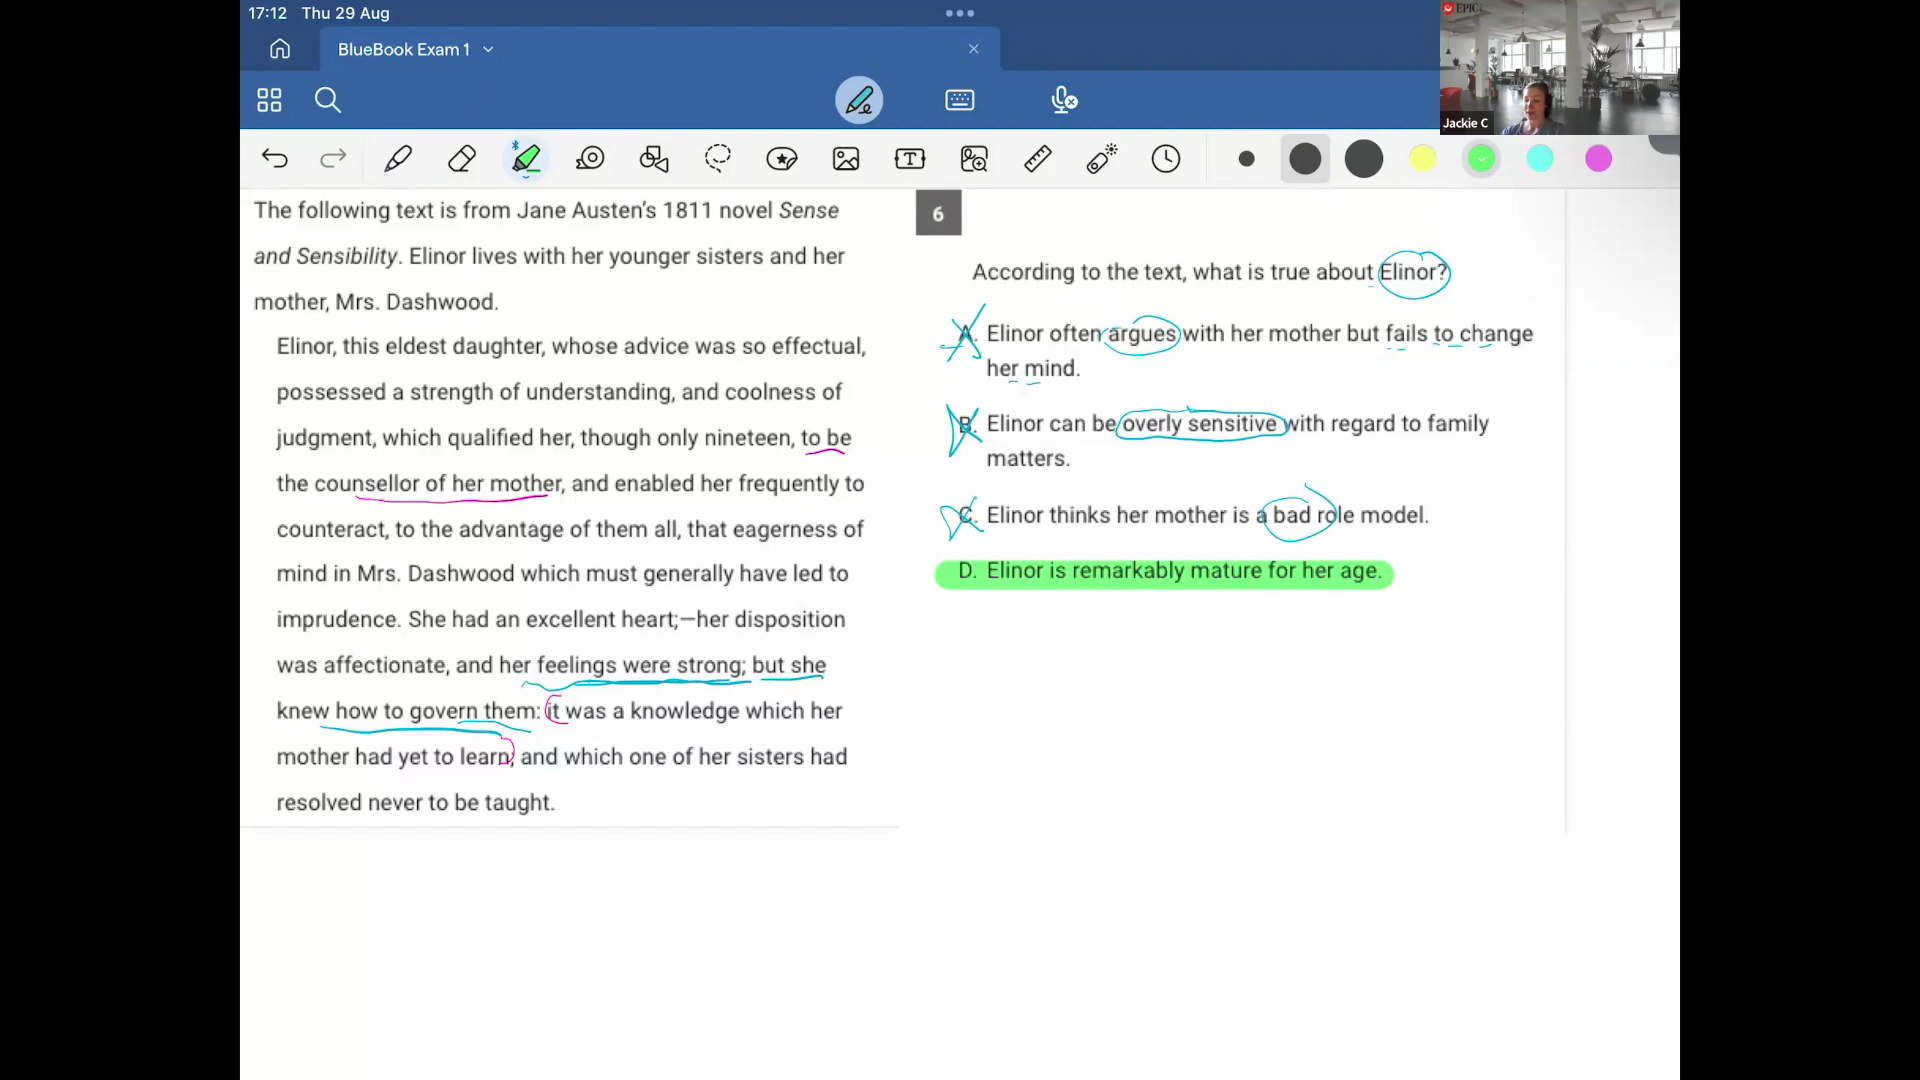 17:12 Thu 29 Aug
BlueBook Exam 1
EPIC
Jackie C
The following text is from Jane Austen's 1811 novel Sense
and Sensibility. Elinor lives with her younger sisters and her
mother, Mrs. Dashwood.
Elinor, this eldest daughter, whose advice was so effectual,
possessed a strength of understanding, and coolness of
judgment, which qualified her, though only nineteen, to be
the counsellor of her mother, and enabled her frequently to
counteract, to the advantage of them all, that eagerness of
mind in Mrs. Dashwood which must generally have led to
imprudence. She had an excellent heart;—her disposition
was affectionate, and her feelings were strong; but she
knew how to govern them: it was a knowledge which her
mother had yet to learn, and which one of her sisters had
resolved never to be taught.
6
According to the text, what is true about Elinor?
A. Elinor often argues with her mother but fails to change
her mind.
B. Elinor can be overly sensitive with regard to family
matters.
C. Elinor thinks her mother is a bad role model.
D. Elinor is remarkably mature for her age.